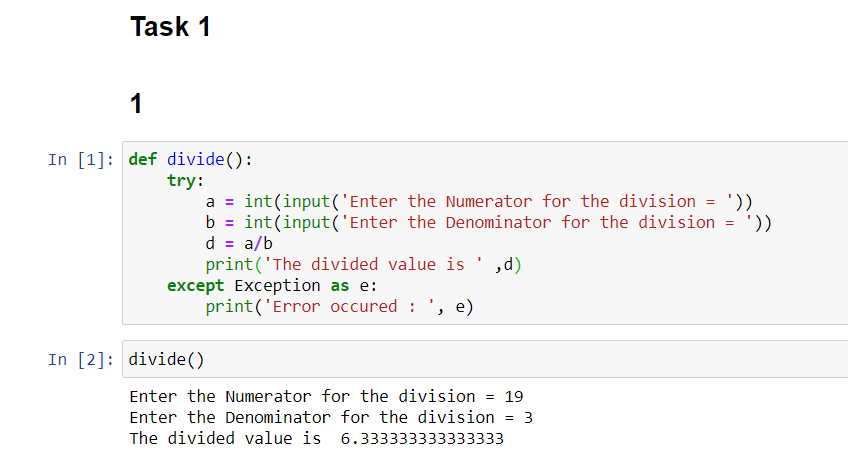 Task 1
1
In [1]: def divide():
    try:
        a = int(input('Enter the Numerator for the division = '))
        b = int(input('Enter the Denominator for the division = '))
        d = a/b
        print('The divided value is ' ,d)
    except Exception as e:
        print('Error occured : ', e)
In [2]: divide()
Enter the Numerator for the division = 19
Enter the Denominator for the division = 3
The divided value is  6.333333333333333